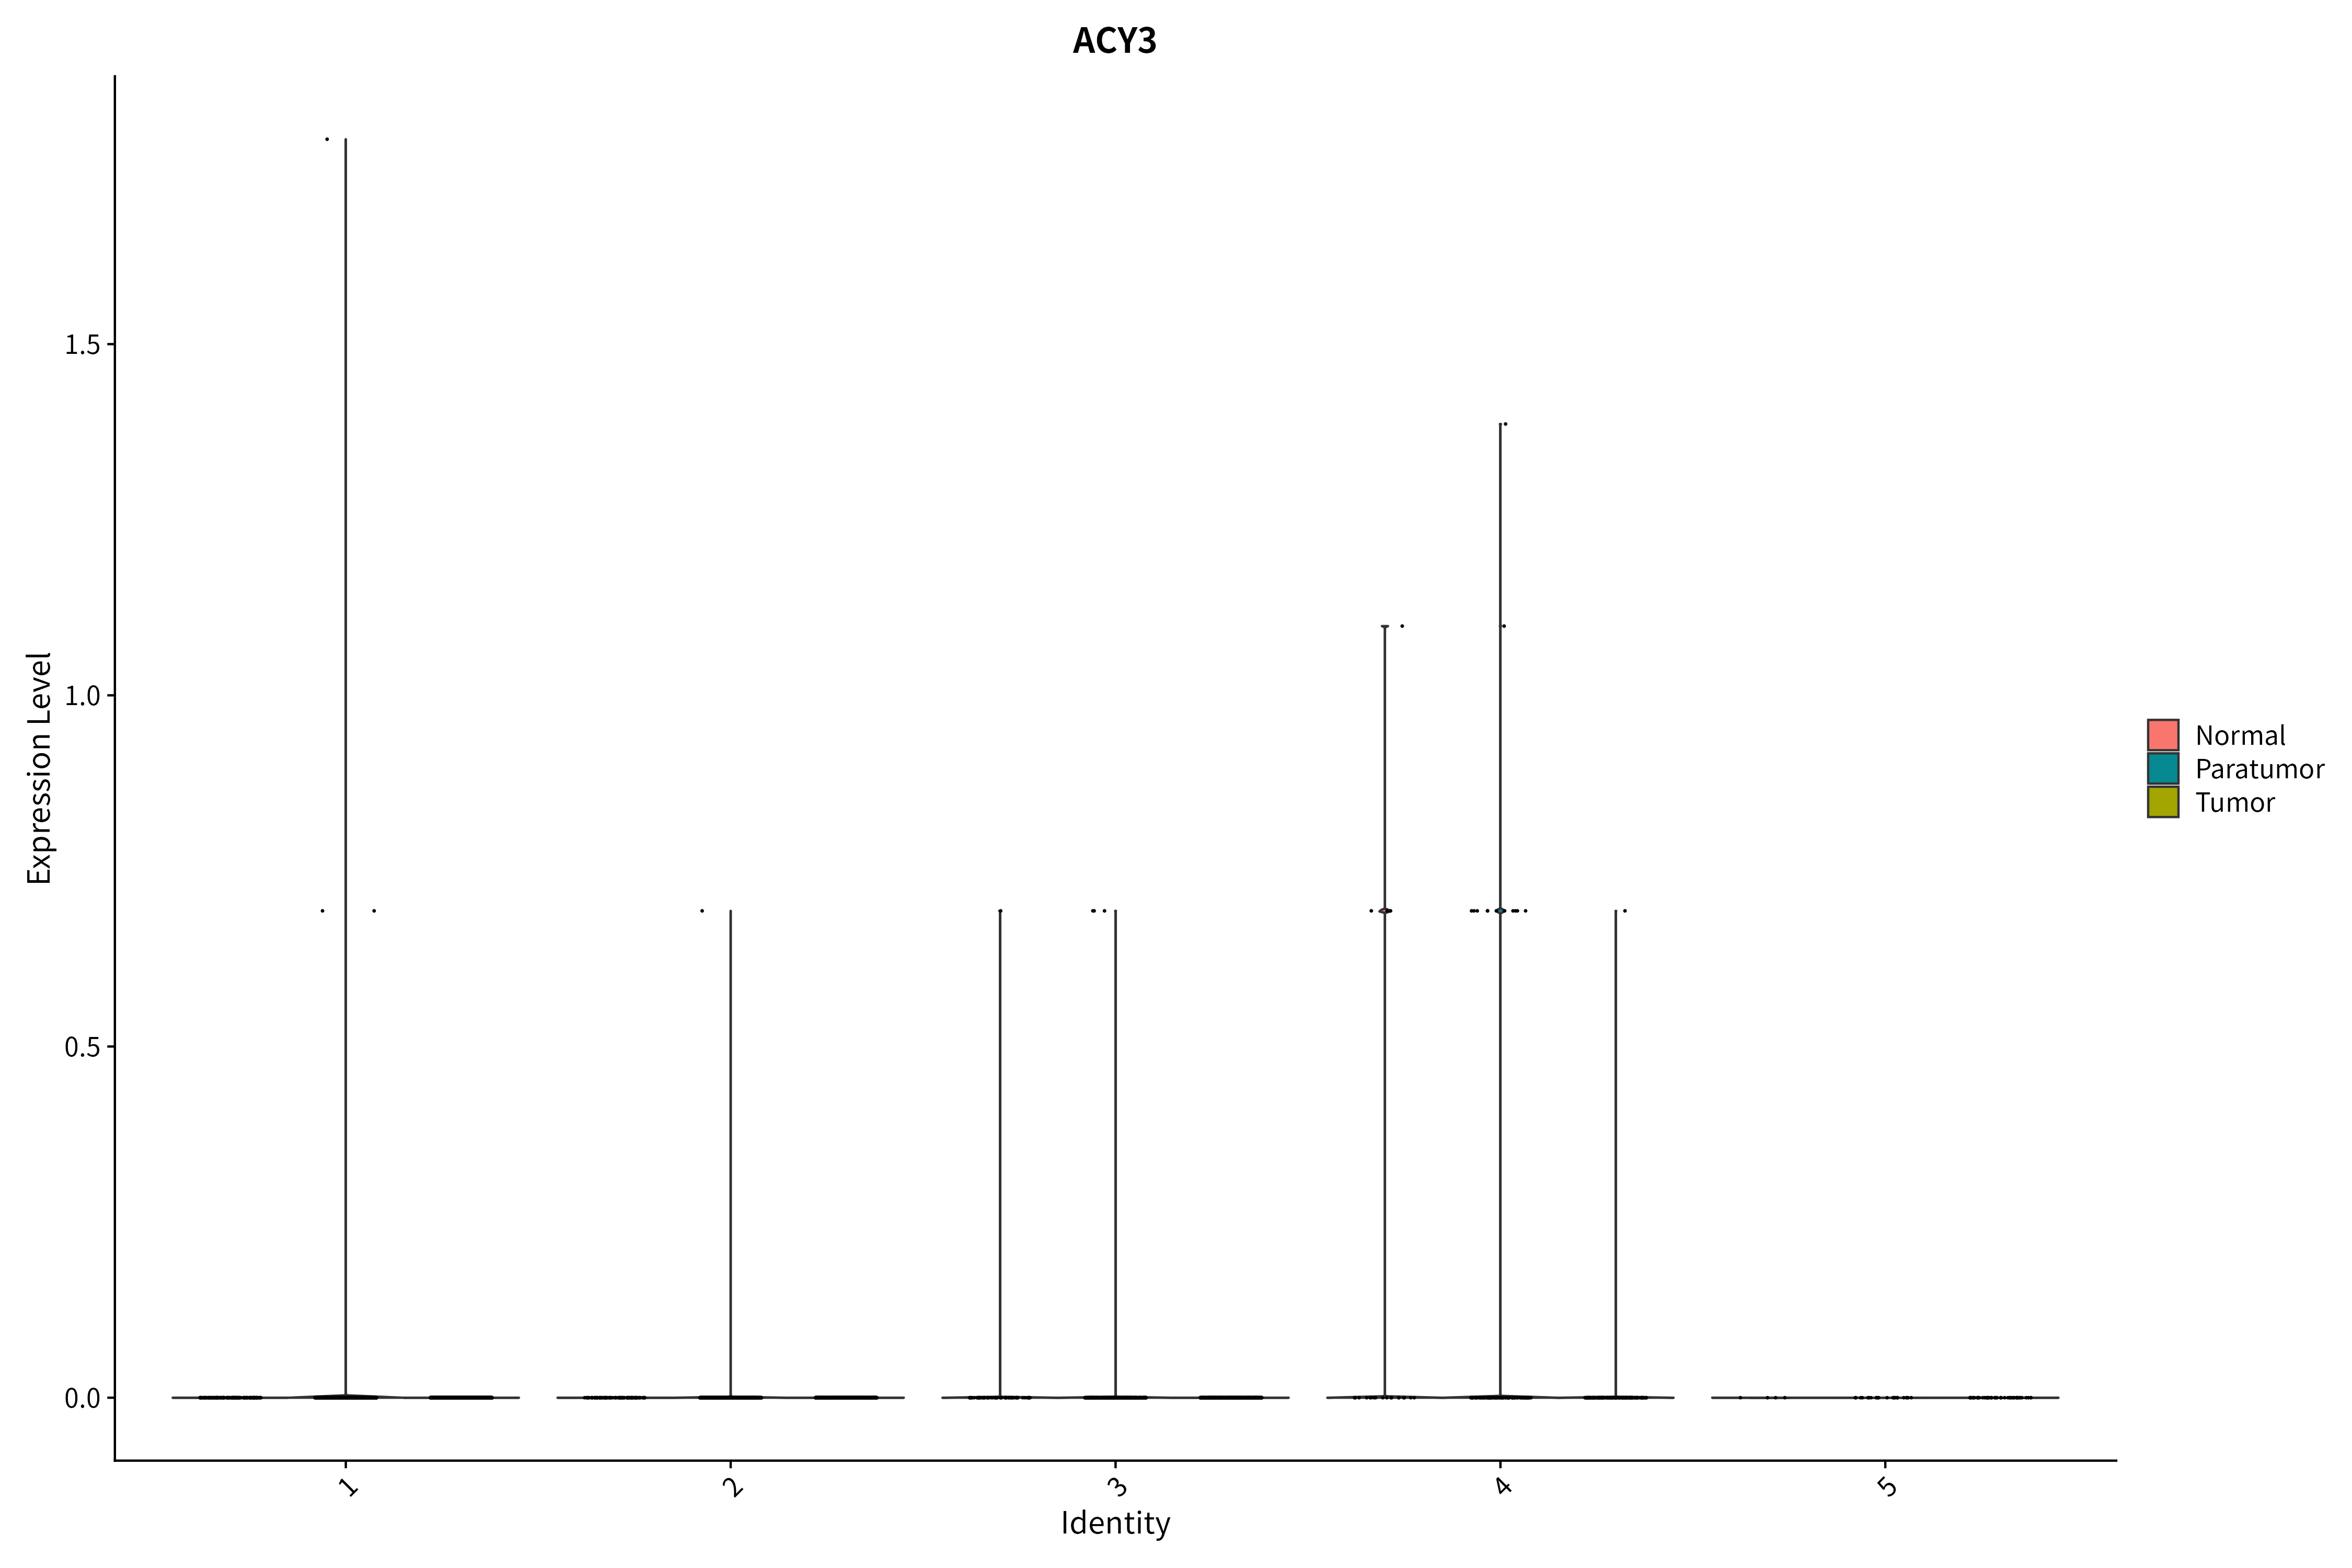 ACY3
Expression Level
1.5
1.0
0.5
0.0
1
2
3
4
5
Identity
Normal
Paratumor
Tumor